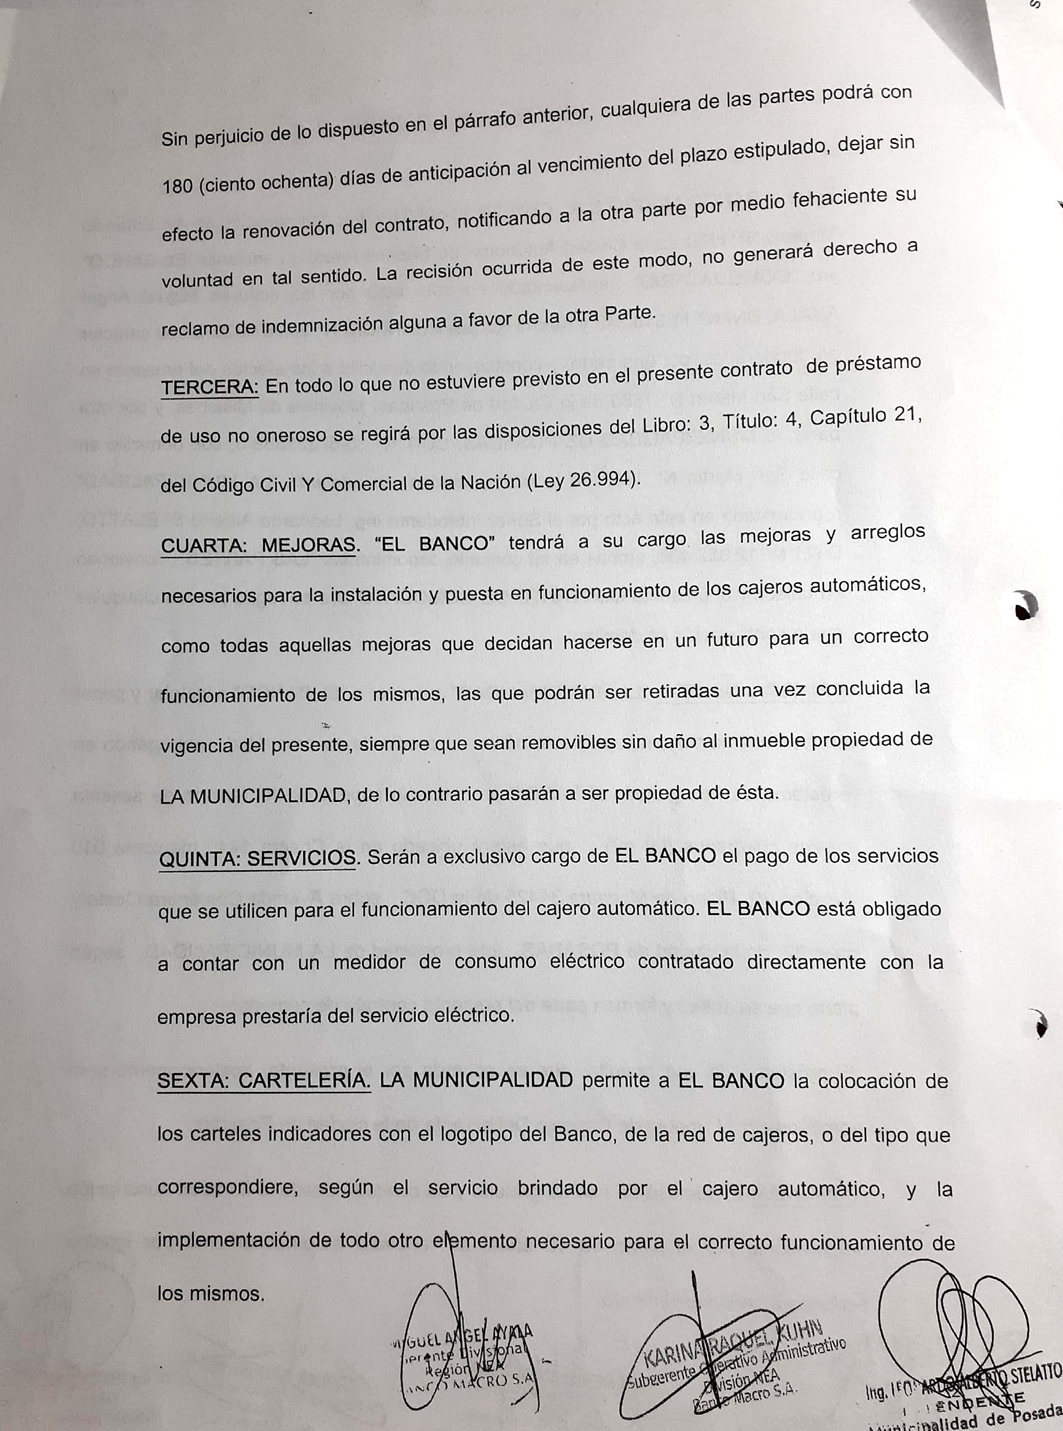 Sin perjuicio de lo dispuesto en el párrafo anterior, cualquiera de las partes podrá con
180 (ciento ochenta) días de anticipación al vencimiento del plazo estipulado, dejar sin
efecto la renovación del contrato, notificando a la otra parte por medio fehaciente su
voluntad en tal sentido. La recisión ocurrida de este modo, no generará derecho a
reclamo de indemnización alguna a favor de la otra Parte.
TERCERA: En todo lo que no estuviere previsto en el presente contrato de préstamo
de uso no oneroso se regirá por las disposiciones del Libro: 3, Título: 4, Capítulo 21,
del Código Civil Y Comercial de la Nación (Ley 26.994).
CUARTA: MEJORAS. “EL BANCO” tendrá a su cargo las mejoras y arreglos
necesarios para la instalación y puesta en funcionamiento de los cajeros automáticos,
como todas aquellas mejoras que decidan hacerse en un futuro para un correcto
funcionamiento de los mismos, las que podrán ser retiradas una vez concluida la
vigencia del presente, siempre que sean removibles sin daño al inmueble propiedad de
LA MUNICIPALIDAD, de lo contrario pasarán a ser propiedad de ésta.
QUINTA: SERVICIOS. Serán a exclusivo cargo de EL BANCO el pago de los servicios
que se utilicen para el funcionamiento del cajero automático. EL BANCO está obligado
a contar con un medidor de consumo eléctrico contratado directamente con la
empresa prestaría del servicio eléctrico.
SEXTA: CARTELERÍA. LA MUNICIPALIDAD permite a EL BANCO la colocación de
los carteles indicadores con el logotipo del Banco, de la red de cajeros, o del tipo que
correspondiere, según el servicio brindado por el cajero automático, y la
implementación de todo otro elemento necesario para el correcto funcionamiento de
los mismos.
MIGUEL ANGEL AYALA
Gerente Divisional
Región NEA
BANCO MACRO S.A.
KARINA RAQUEL KUHN
Subgerente Operativo Administrativo
División NEA
Banco Macro S.A.
Ing. ALBERTO STELATTO
Municipalidad de Posada